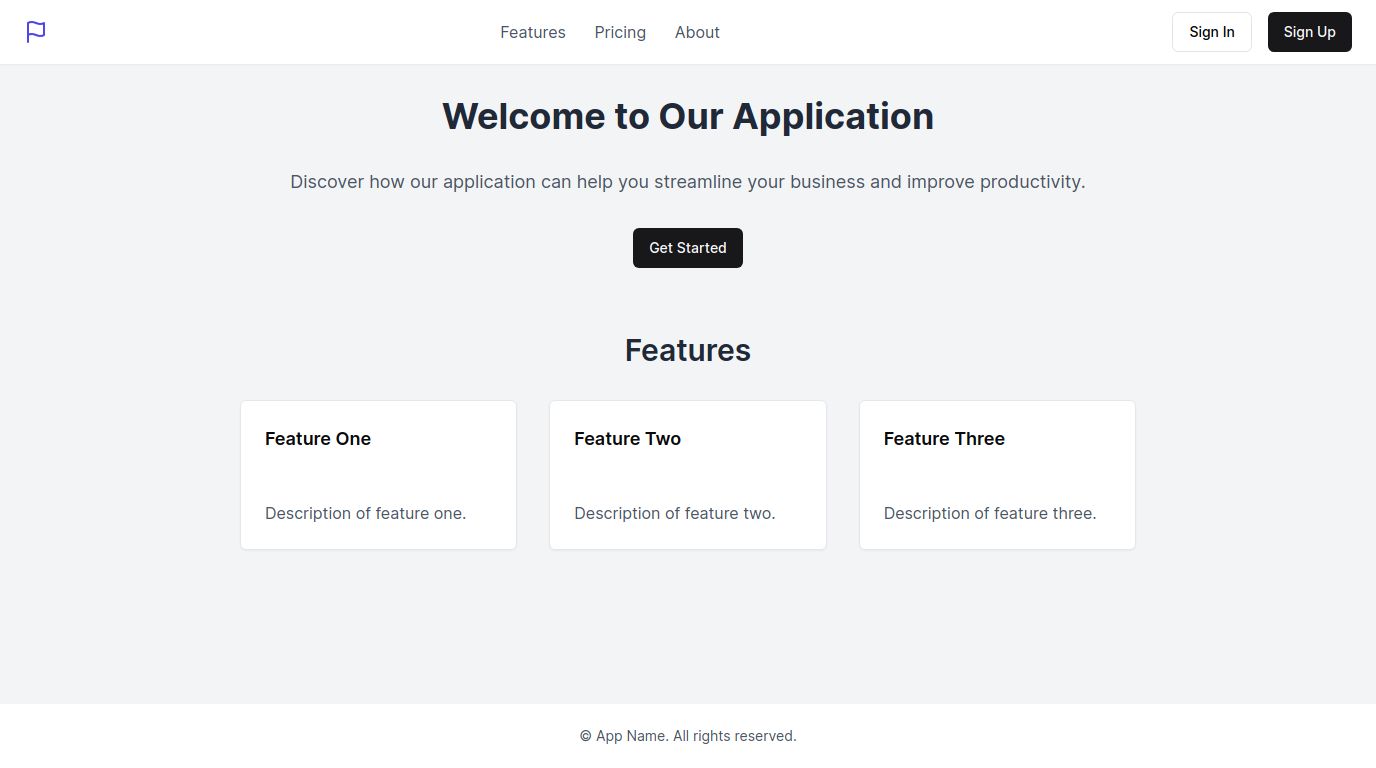 Features Pricing About Sign In Sign Up
Welcome to Our Application
Discover how our application can help you streamline your business and improve productivity.
Get Started
Features
Feature One
Description of feature one.
Feature Two
Description of feature two.
Feature Three
Description of feature three.
© App Name. All rights reserved.